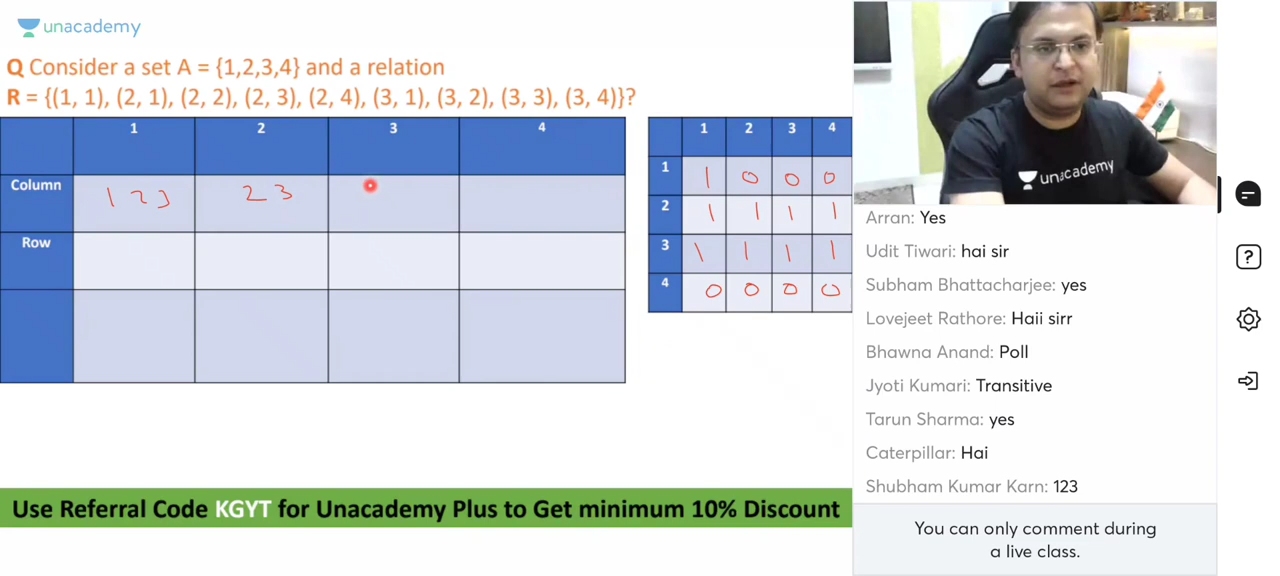 unacademy
Q Consider a set A = {1,2,3,4} and a relation
R = {(1, 1), (2, 1), (2, 2), (2, 3), (2, 4), (3, 1), (3, 2), (3, 3), (3, 4)}?
1 2 3 4
Column 1 2 3 2 3
Row
1 2 3 4
1 1 0 0 0
2 1 1 1 1
3 1 1 1 1
4 0 0 0 0
Use Referral Code KGYT for Unacademy Plus to Get minimum 10% Discount
unacademy
Arran: Yes
Udit Tiwari: hai sir
Subham Bhattacharjee: yes
Lovejeet Rathore: Haii sirr
Bhawna Anand: Poll
Jyoti Kumari: Transitive
Tarun Sharma: yes
Caterpillar: Hai
Shubham Kumar Karn: 123
You can only comment during
a live class.
?